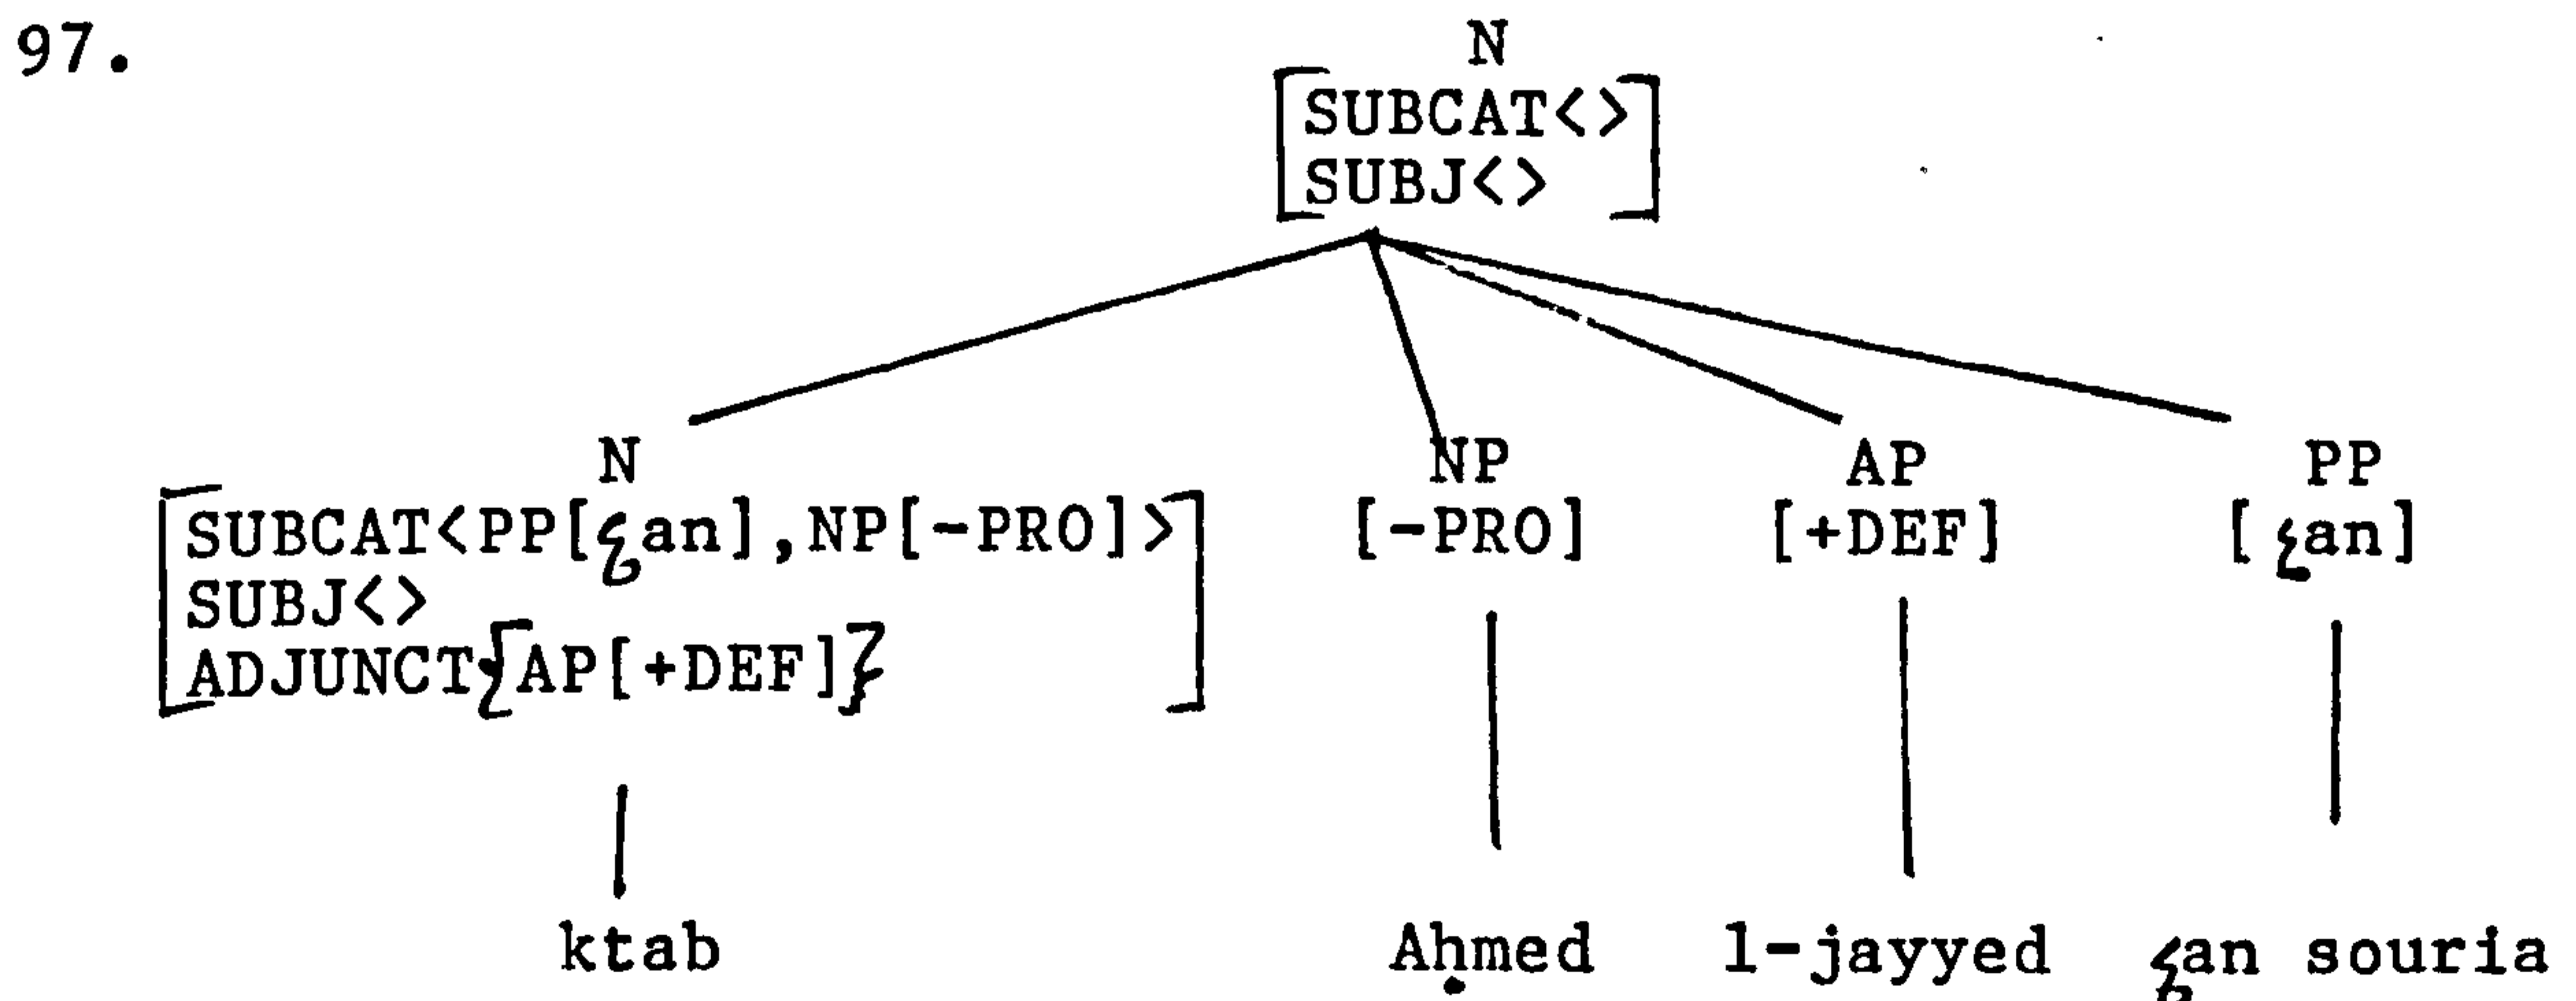 97.
N
[SUBCAT<>
SUBJ<>]
N NP AP PP
[SUBCAT<PP[ʕan],NP[-PRO]> [-PRO] [+DEF] [ʕan]
SUBJ<>
ADJUNCT{AP[+DEF]}]
ktab Aḥmed l-jayyed ʕan souria